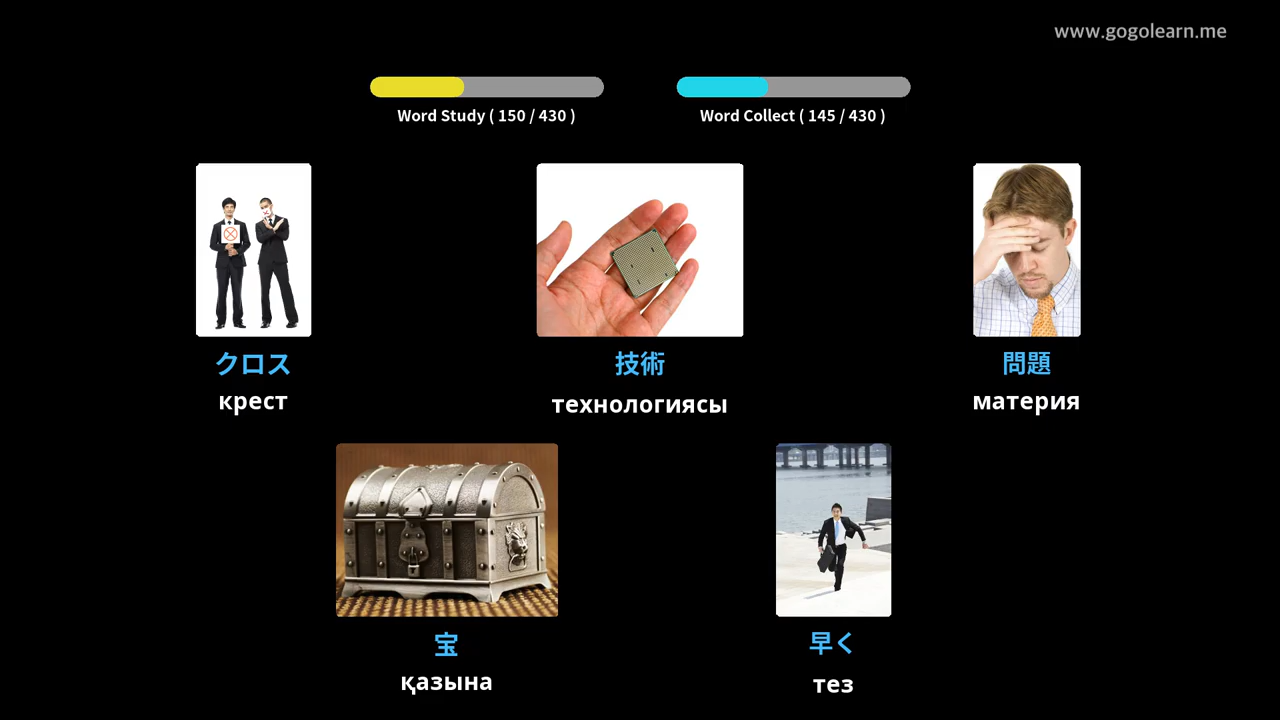 www.gogolearn.me
Word Study ( 150 / 430 )
Word Collect ( 145 / 430 )
クロス
крест
技術
технологиясы
問題
материя
宝
қазына
早く
тез